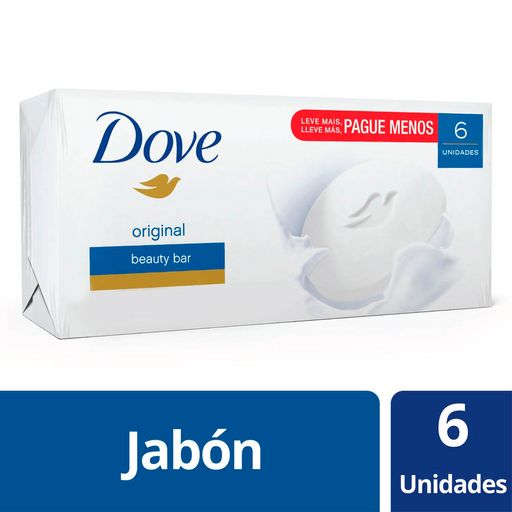 Dove
original
beauty bar
LEVE MAIS,
LLEVE MÁS,
PAGUE MENOS
6
UNIDADES
Jabón
6
Unidades